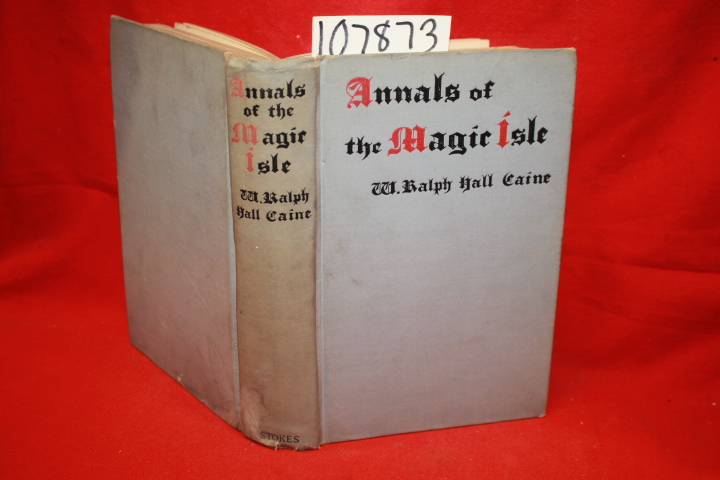 107873
Annals
of the
Magic
Isle
W. Ralph
Hall Caine
STOKES
Annals of
the Magic Isle
W. Ralph Hall Caine